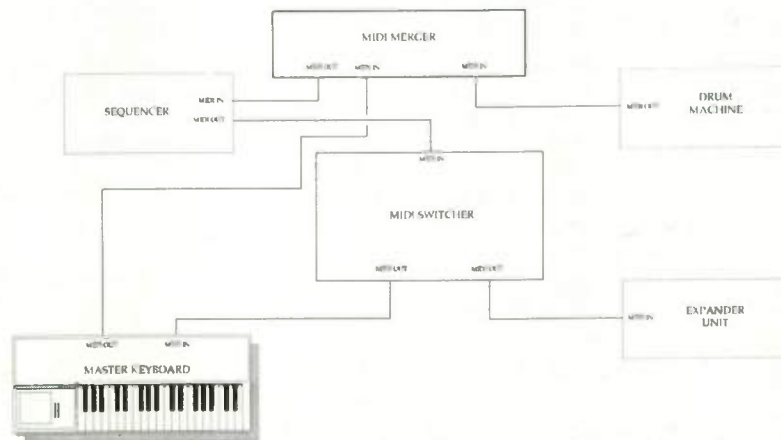 MIDI MERGER
MIDI OUT MIDI IN MIDI IN
SEQUENCER
MIDI IN
MIDI OUT
MIDI OUT
DRUM
MACHINE
MIDI IN
MIDI SWITCHER
MIDI OUT MIDI OUT
MIDI IN
EXPANDER
UNIT
MIDI OUT MIDI IN
MASTER KEYBOARD